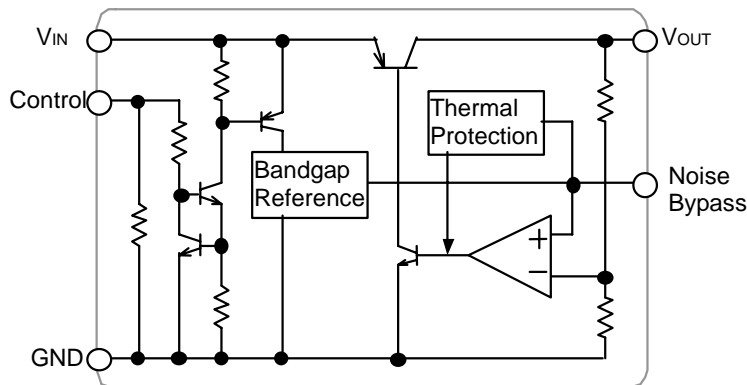 VIN
VOUT
Control
Thermal
Protection
Bandgap
Reference
Noise
Bypass
+
−
GND